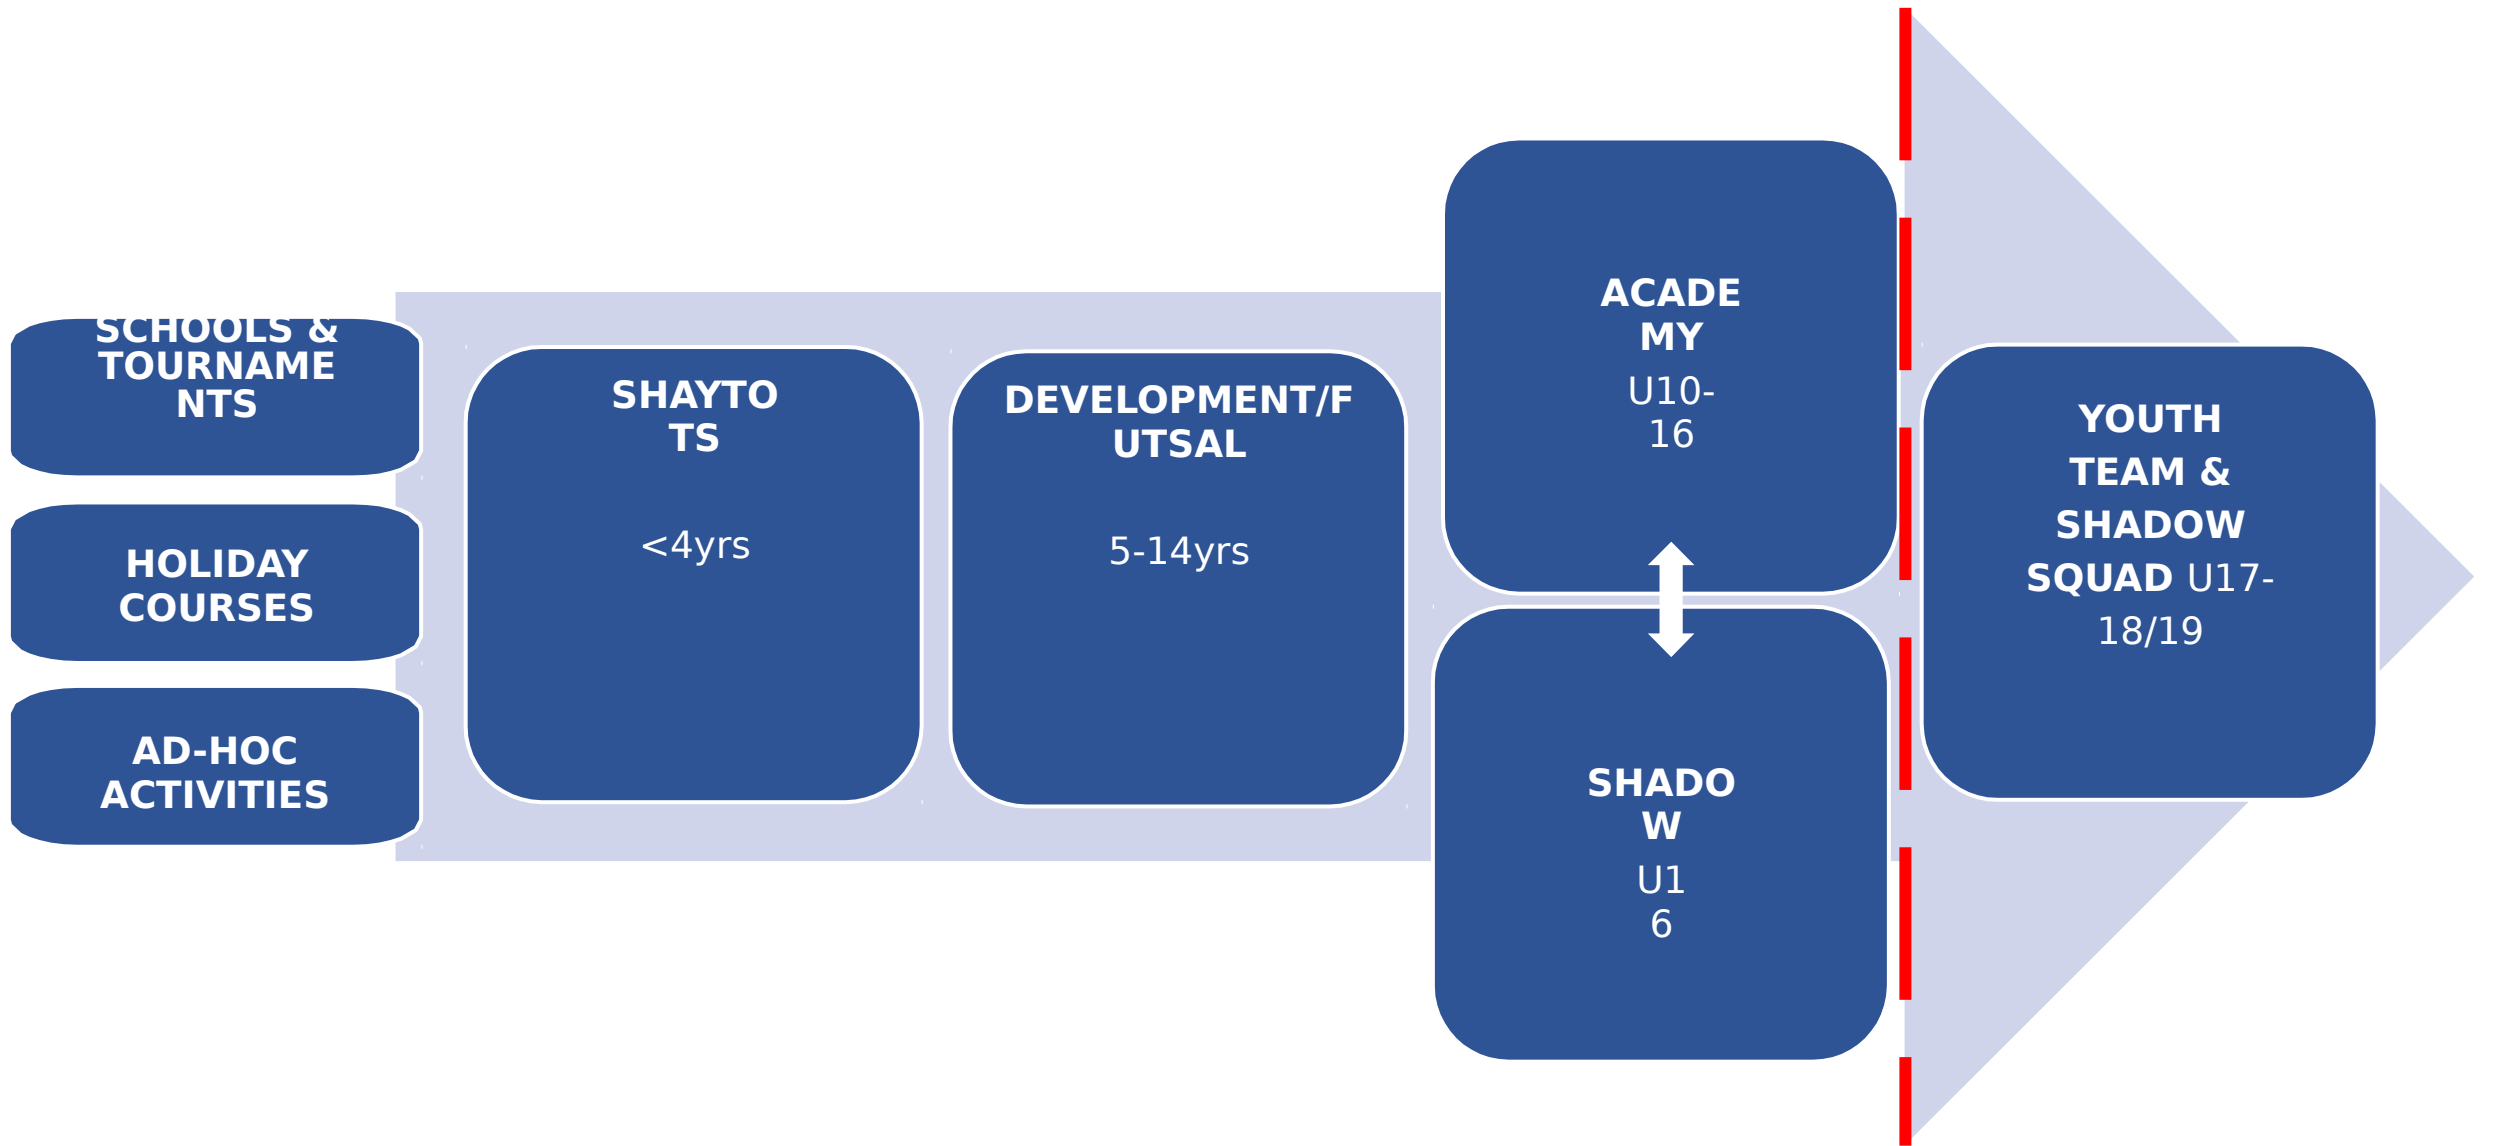 SCHOOLS &
TOURNAME
NTS
HOLIDAY
COURSES
AD-HOC
ACTIVITIES
SHAYTO
TS
<4yrs
DEVELOPMENT/F
UTSAL
5-14yrs
ACADE
MY
U10-
16
SHADO
W
U1
6
YOUTH
TEAM &
SHADOW
SQUAD U17-
18/19